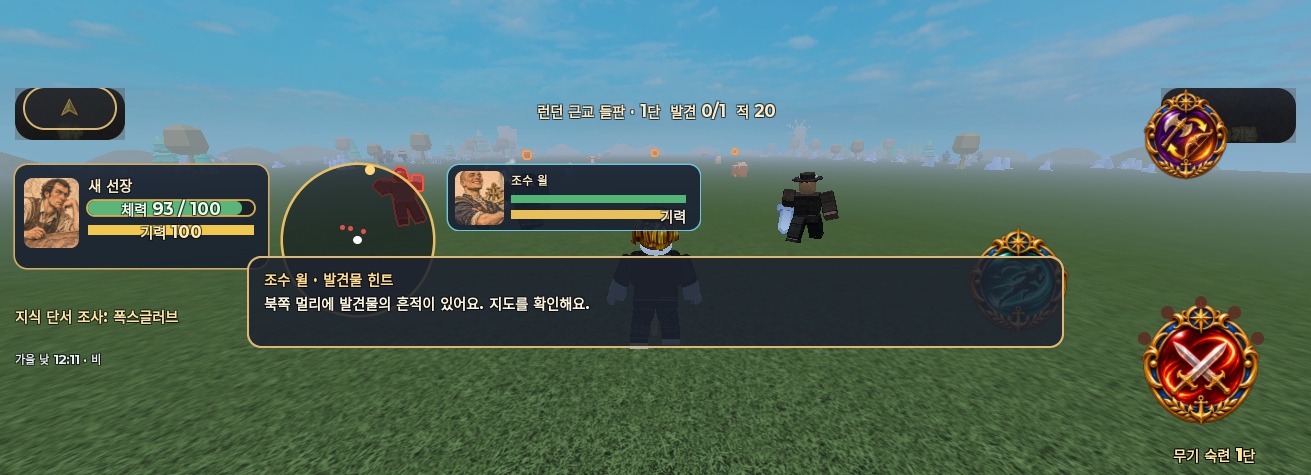 런던 근교 들판 · 1단 발견 0/1 적 20
새 선장
체력 93 / 100
기력 100
조수 월
기력
조수 월 · 발견물 힌트
북쪽 멀리에 발견물의 흔적이 있어요. 지도를 확인해요.
지식 단서 조사: 폭스글러브
가을 낮 12:11 · 비
무기 숙련 1단